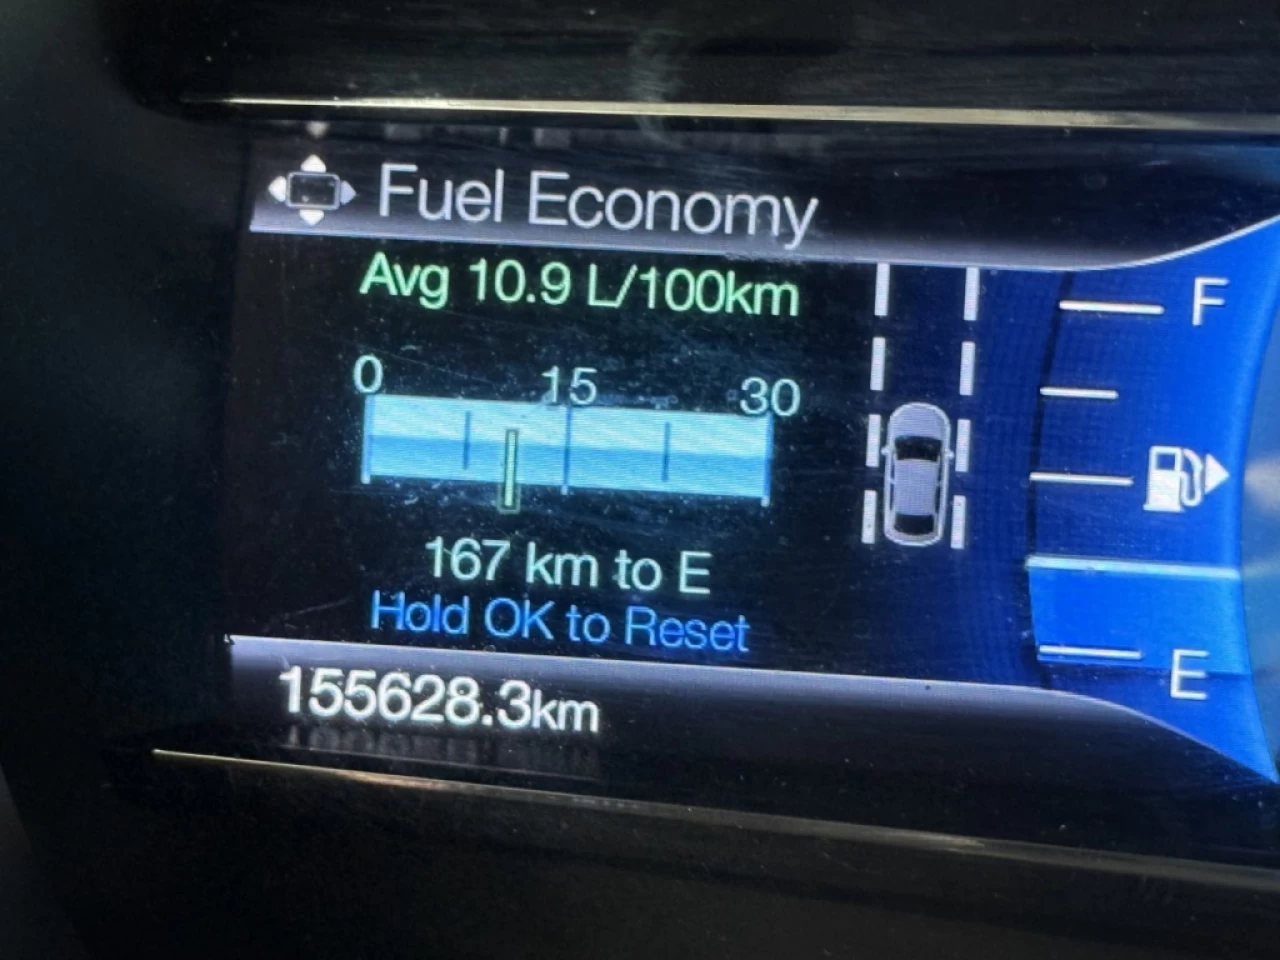 Fuel Economy
Avg 10.9 L/100km
0 15 30
167 km to E
Hold OK to Reset
155628.3km
F
E